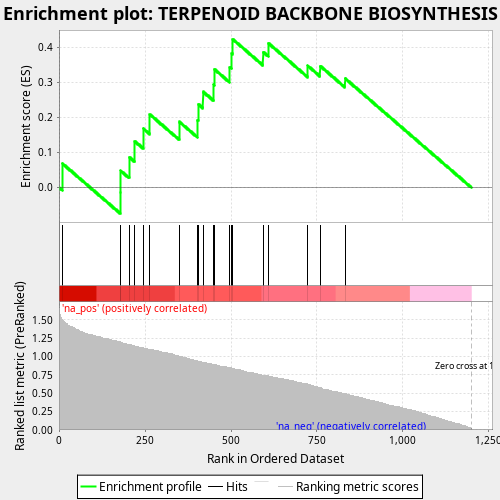 Enrichment plot: TERPENOID BACKBONE BIOSYNTHESIS
Enrichment score (ES)
0.4
0.3
0.2
0.1
0.0
'na_pos' (positively correlated)
Ranked list metric (PreRanked)
1.50
1.25
1.00
0.75
0.50
0.25
0.00
Zero cross at 1
'na_neg' (negatively correlated)
0 250 500 750 1,000 1,250
Rank in Ordered Dataset
Enrichment profile Hits Ranking metric scores